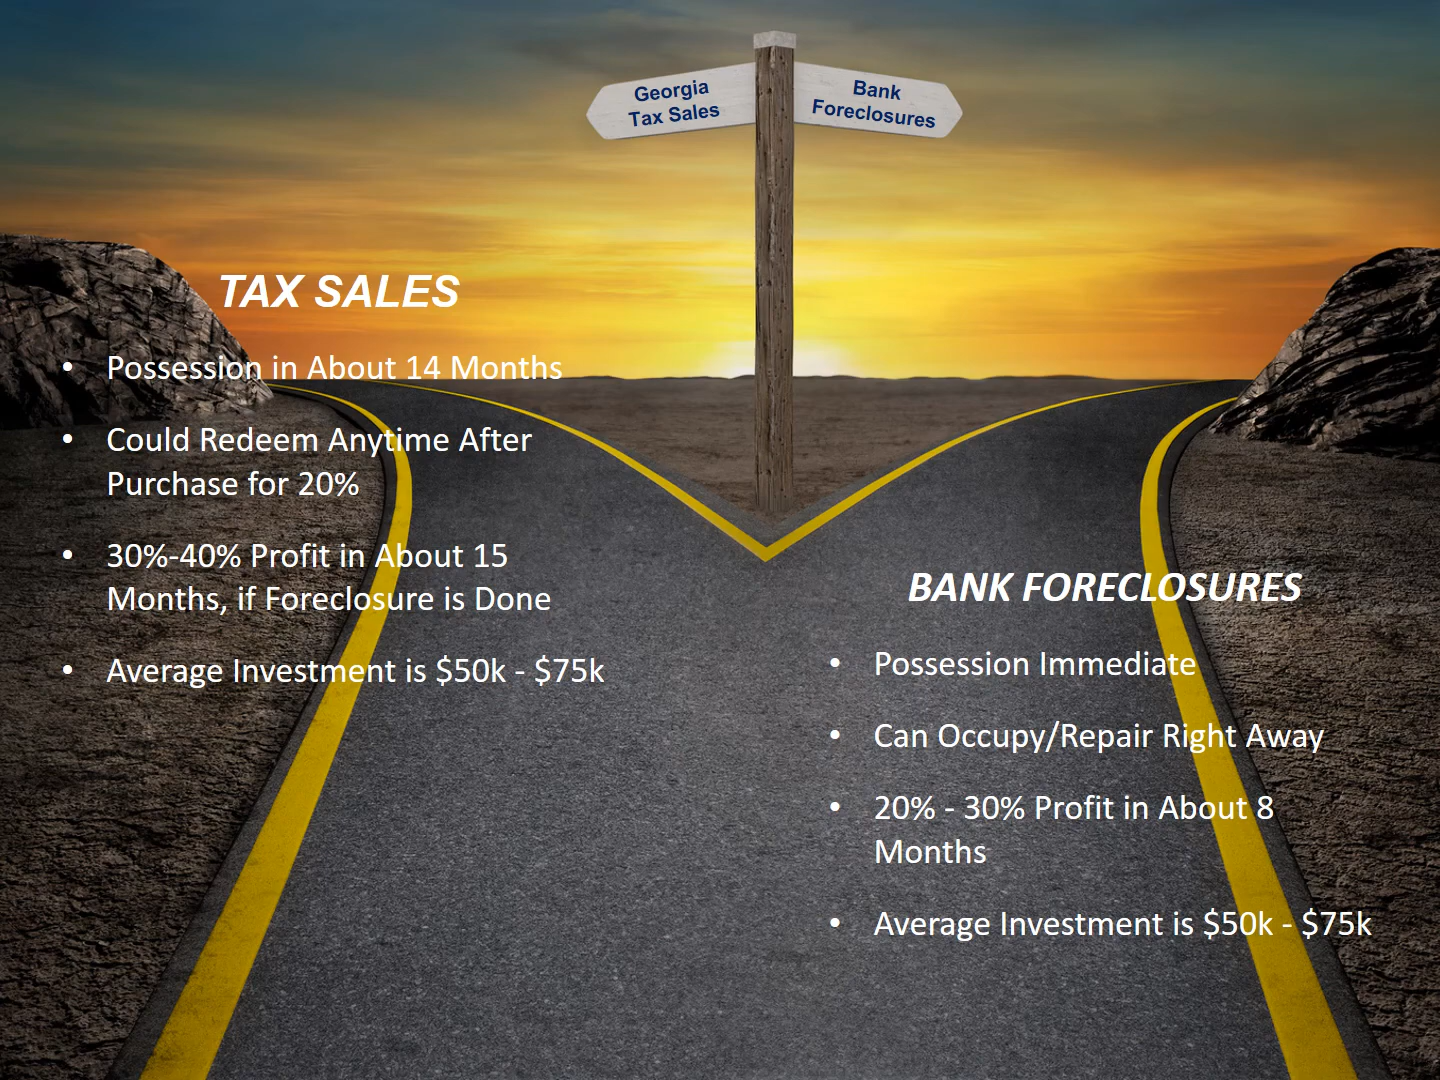 Georgia
Tax Sales
Bank
Foreclosures
TAX SALES
• Possession in About 14 Months
• Could Redeem Anytime After
Purchase for 20%
• 30%-40% Profit in About 15
Months, if Foreclosure is Done
• Average Investment is $50k - $75k
BANK FORECLOSURES
• Possession Immediate
• Can Occupy/Repair Right Away
• 20% - 30% Profit in About 8
Months
• Average Investment is $50k - $75k